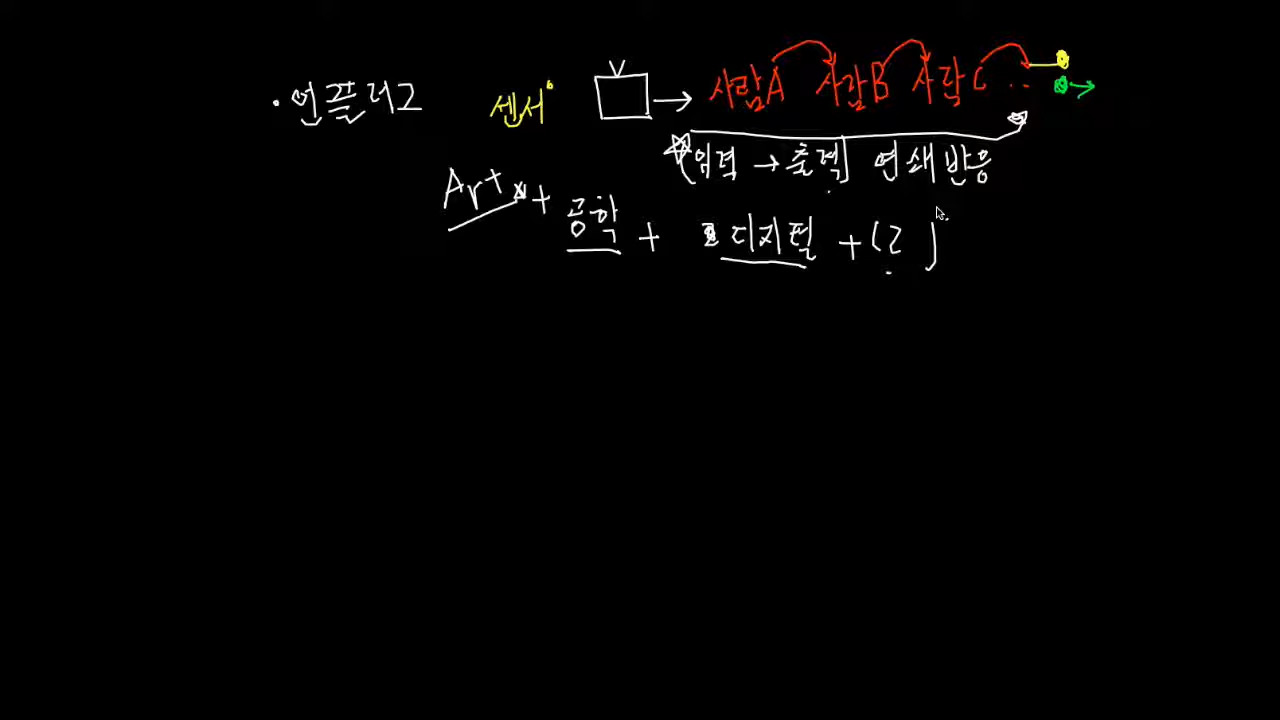 · 언플러그 센서 → 사람A 사람B 사람C ...
(입력 → 출력) 연쇄반응
Art + 공학 + 디지털 + (2 )